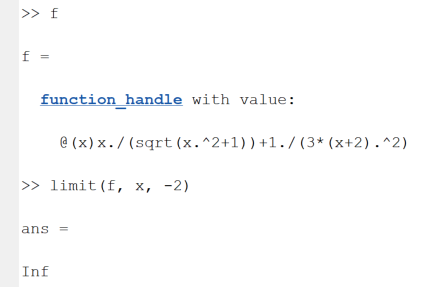 >> f
f =
function_handle with value:
@(x)x./(sqrt(x.^2+1))+1./(3*(x+2).^2)
>> limit(f, x, -2)
ans =
Inf